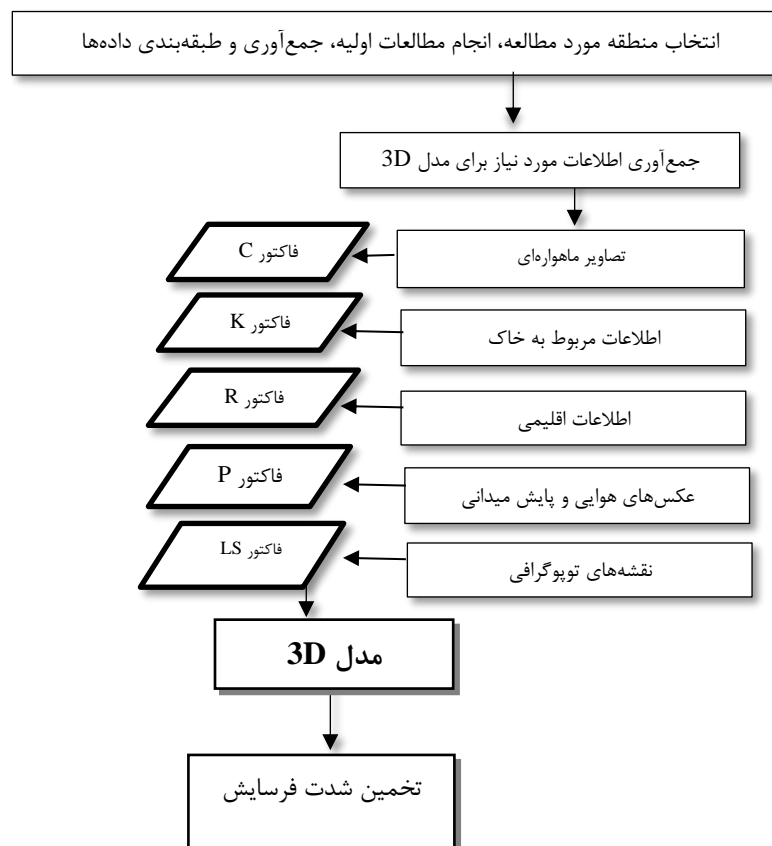 انتخاب منطقه مورد مطالعه، انجام مطالعات اولیه، جمع‌آوری و طبقه‌بندی داده‌ها
جمع‌آوری اطلاعات مورد نیاز برای مدل 3D
تصاویر ماهواره‌ای
فاکتور C
اطلاعات مربوط به خاک
فاکتور K
اطلاعات اقلیمی
فاکتور R
عکس‌های هوایی و پایش میدانی
فاکتور P
نقشه‌های توپوگرافی
فاکتور LS
مدل 3D
تخمین شدت فرسایش